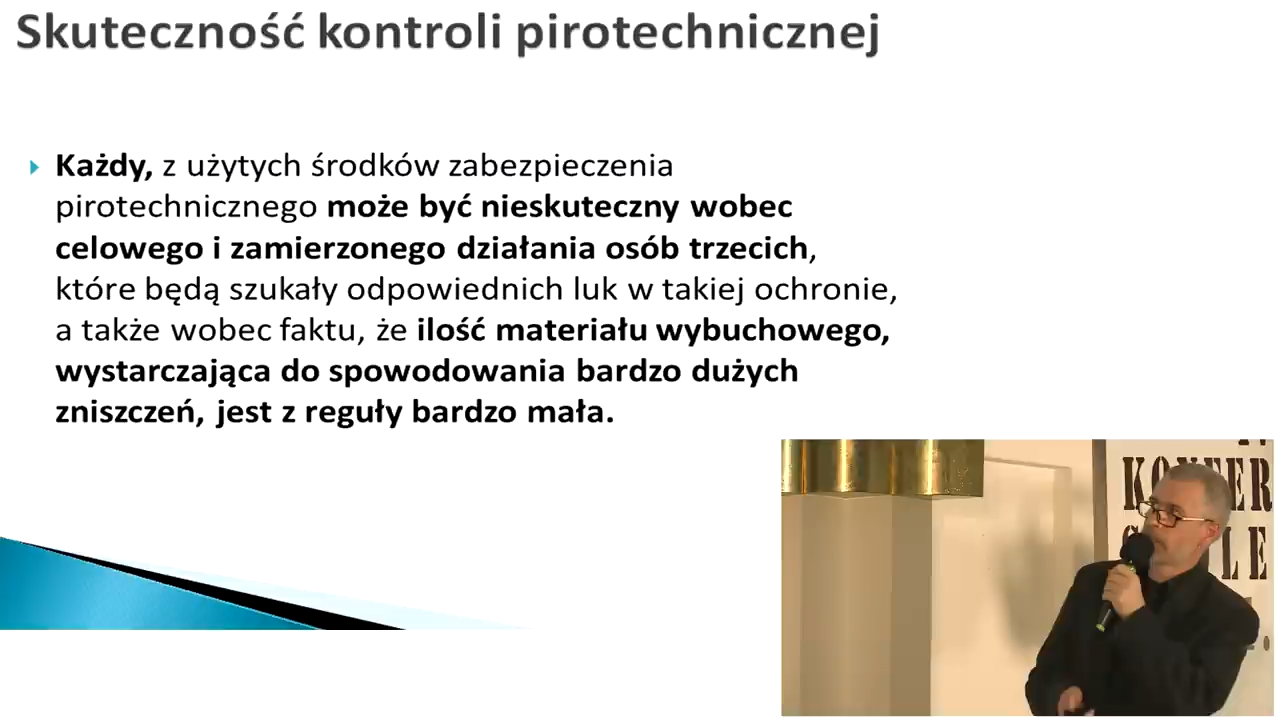 Skuteczność kontroli pirotechnicznej
Każdy, z użytych środków zabezpieczenia
pirotechnicznego może być nieskuteczny wobec
celowego i zamierzonego działania osób trzecich,
które będą szukały odpowiednich luk w takiej ochronie,
a także wobec faktu, że ilość materiału wybuchowego,
wystarczająca do spowodowania bardzo dużych
zniszczeń, jest z reguły bardzo mała.